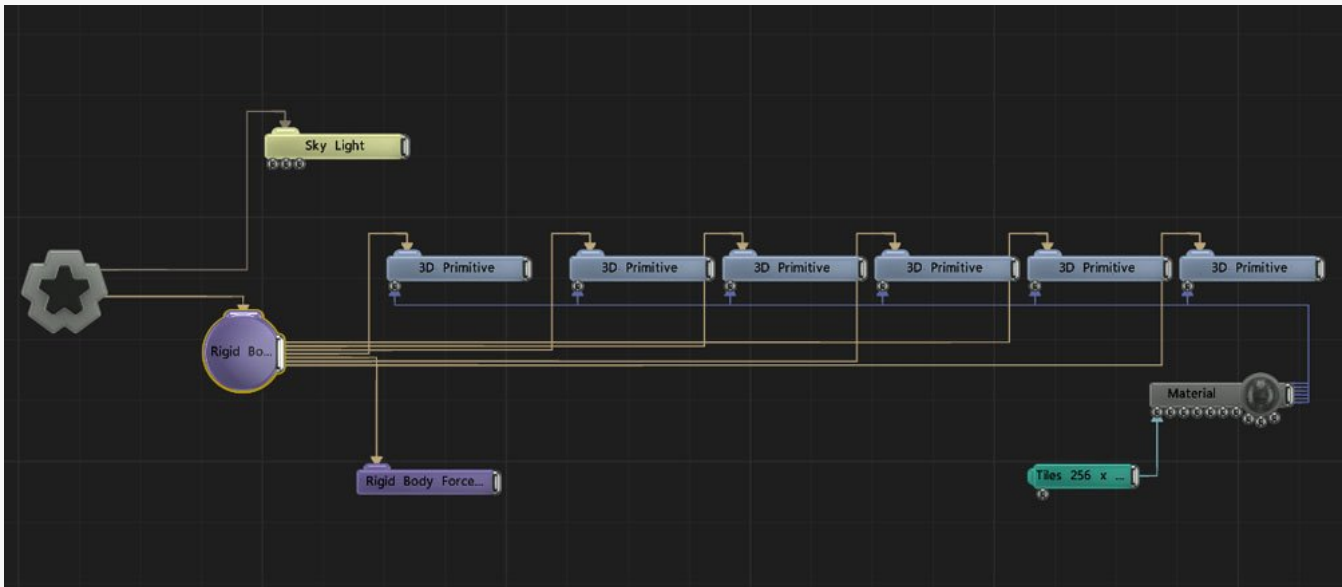 Sky Light
3D Primitive
3D Primitive
3D Primitive
3D Primitive
3D Primitive
3D Primitive
Rigid Bo...
Material
Rigid Body Force...
Tiles 256 x ...